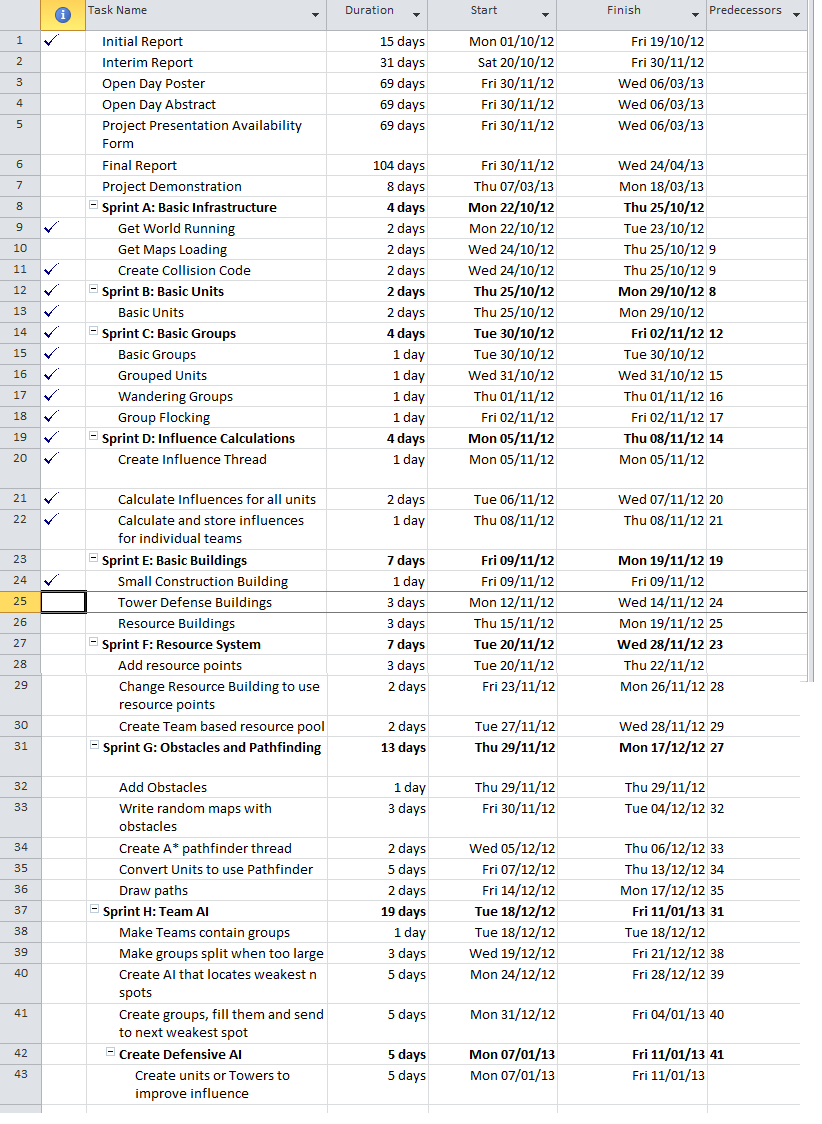 Task Name Duration Start Finish Predecessors
1 Initial Report 15 days Mon 01/10/12 Fri 19/10/12
2 Interim Report 31 days Sat 20/10/12 Fri 30/11/12
3 Open Day Poster 69 days Fri 30/11/12 Wed 06/03/13
4 Open Day Abstract 69 days Fri 30/11/12 Wed 06/03/13
5 Project Presentation Availability 69 days Fri 30/11/12 Wed 06/03/13
Form
6 Final Report 104 days Fri 30/11/12 Wed 24/04/13
7 Project Demonstration 8 days Thu 07/03/13 Mon 18/03/13
8 Sprint A: Basic Infrastructure 4 days Mon 22/10/12 Thu 25/10/12
9 Get World Running 2 days Mon 22/10/12 Tue 23/10/12
10 Get Maps Loading 2 days Wed 24/10/12 Thu 25/10/12 9
11 Create Collision Code 2 days Wed 24/10/12 Thu 25/10/12 9
12 Sprint B: Basic Units 2 days Thu 25/10/12 Mon 29/10/12 8
13 Basic Units 2 days Thu 25/10/12 Mon 29/10/12
14 Sprint C: Basic Groups 4 days Tue 30/10/12 Fri 02/11/12 12
15 Basic Groups 1 day Tue 30/10/12 Tue 30/10/12
16 Grouped Units 1 day Wed 31/10/12 Wed 31/10/12 15
17 Wandering Groups 1 day Thu 01/11/12 Thu 01/11/12 16
18 Group Flocking 1 day Fri 02/11/12 Fri 02/11/12 17
19 Sprint D: Influence Calculations 4 days Mon 05/11/12 Thu 08/11/12 14
20 Create Influence Thread 1 day Mon 05/11/12 Mon 05/11/12
21 Calculate Influences for all units 2 days Tue 06/11/12 Wed 07/11/12 20
22 Calculate and store influences 1 day Thu 08/11/12 Thu 08/11/12 21
for individual teams
23 Sprint E: Basic Buildings 7 days Fri 09/11/12 Mon 19/11/12 19
24 Small Construction Building 1 day Fri 09/11/12 Fri 09/11/12
25 Tower Defense Buildings 3 days Mon 12/11/12 Wed 14/11/12 24
26 Resource Buildings 3 days Thu 15/11/12 Mon 19/11/12 25
27 Sprint F: Resource System 7 days Tue 20/11/12 Wed 28/11/12 23
28 Add resource points 3 days Tue 20/11/12 Thu 22/11/12
29 Change Resource Building to use 2 days Fri 23/11/12 Mon 26/11/12 28
resource points
30 Create Team based resource pool 2 days Tue 27/11/12 Wed 28/11/12 29
31 Sprint G: Obstacles and Pathfinding 13 days Thu 29/11/12 Mon 17/12/12 27
32 Add Obstacles 1 day Thu 29/11/12 Thu 29/11/12
33 Write random maps with 3 days Fri 30/11/12 Tue 04/12/12 32
obstacles
34 Create A* pathfinder thread 2 days Wed 05/12/12 Thu 06/12/12 33
35 Convert Units to use Pathfinder 5 days Fri 07/12/12 Thu 13/12/12 34
36 Draw paths 2 days Fri 14/12/12 Mon 17/12/12 35
37 Sprint H: Team AI 19 days Tue 18/12/12 Fri 11/01/13 31
38 Make Teams contain groups 1 day Tue 18/12/12 Tue 18/12/12
39 Make groups split when too large 3 days Wed 19/12/12 Fri 21/12/12 38
40 Create AI that locates weakest n 5 days Mon 24/12/12 Fri 28/12/12 39
spots
41 Create groups, fill them and send 5 days Mon 31/12/12 Fri 04/01/13 40
to next weakest spot
42 Create Defensive AI 5 days Mon 07/01/13 Fri 11/01/13 41
43 Create units or Towers to 5 days Mon 07/01/13 Fri 11/01/13
improve influence